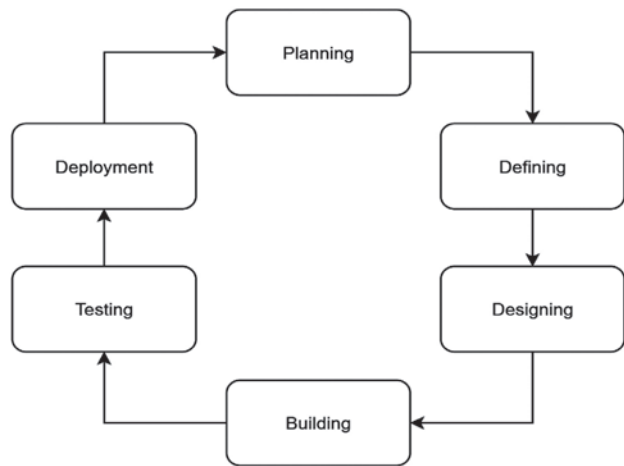 Planning
Defining
Designing
Building
Testing
Deployment